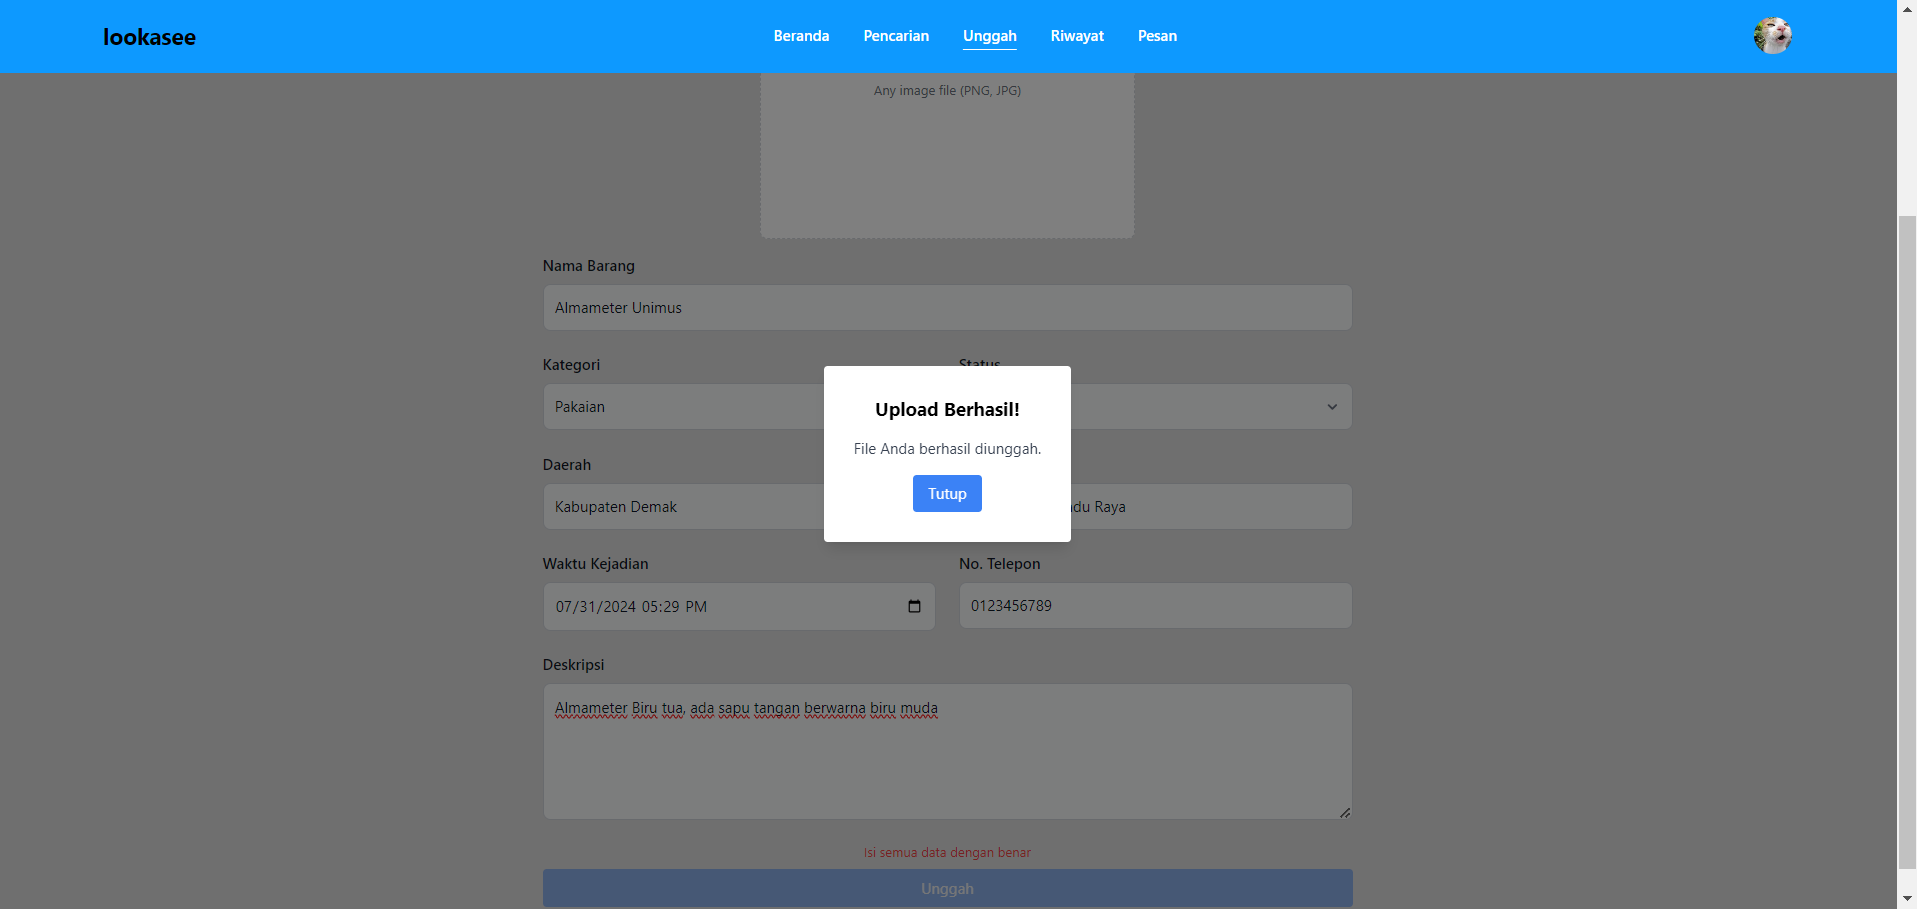 lookasee
Beranda Pencarian Unggah Riwayat Pesan
Any image file (PNG, JPG)
Nama Barang
Almameter Unimus
Kategori Status
Pakaian
Upload Berhasil!
File Anda berhasil diunggah.
Tutup
Daerah
Kabupaten Demak Raya
Waktu Kejadian No. Telepon
07/31/2024 05:29 PM 0123456789
Deskripsi
Almameter Biru tua, ada sapu tangan berwarna biru muda
Isi semua data dengan benar
Unggah